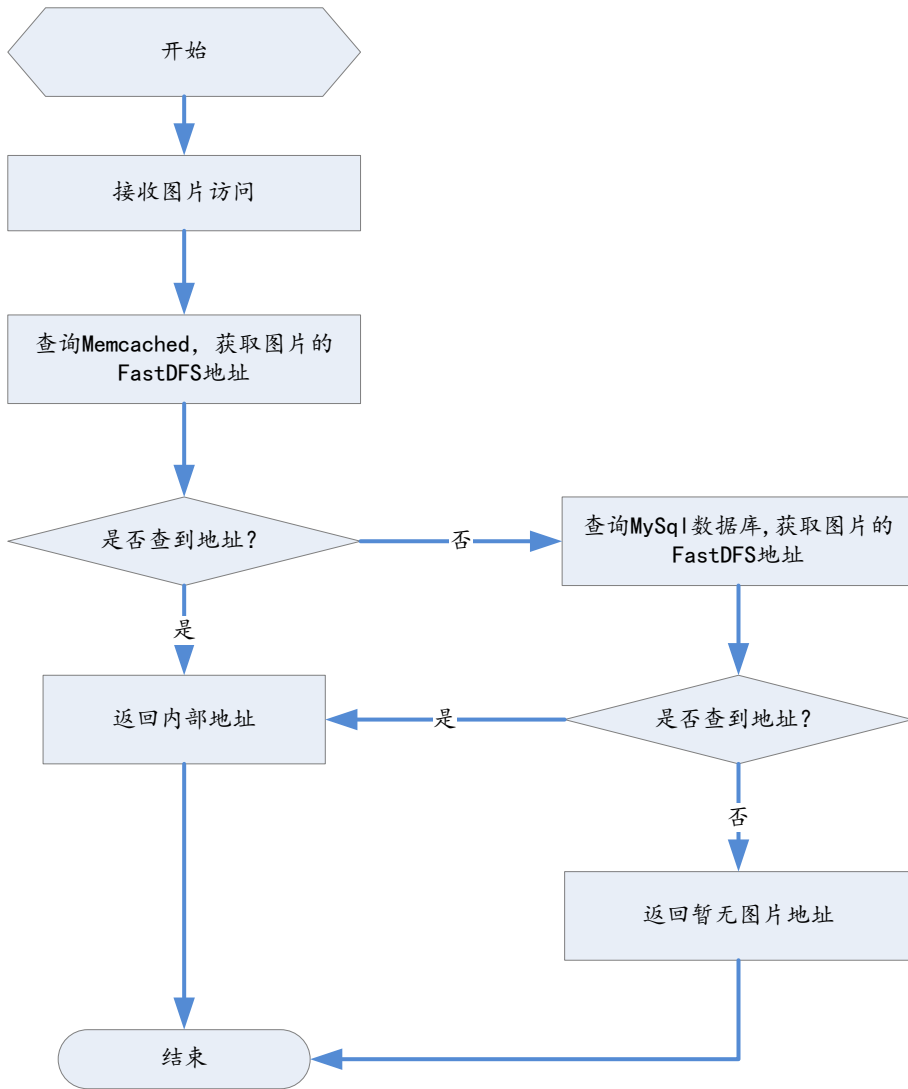 开始
接收图片访问
查询Memcached, 获取图片的
FastDFS地址
是否查到地址?
否
查询MySql数据库,获取图片的
FastDFS地址
是
返回内部地址
是
是否查到地址?
否
返回暂无图片地址
结束